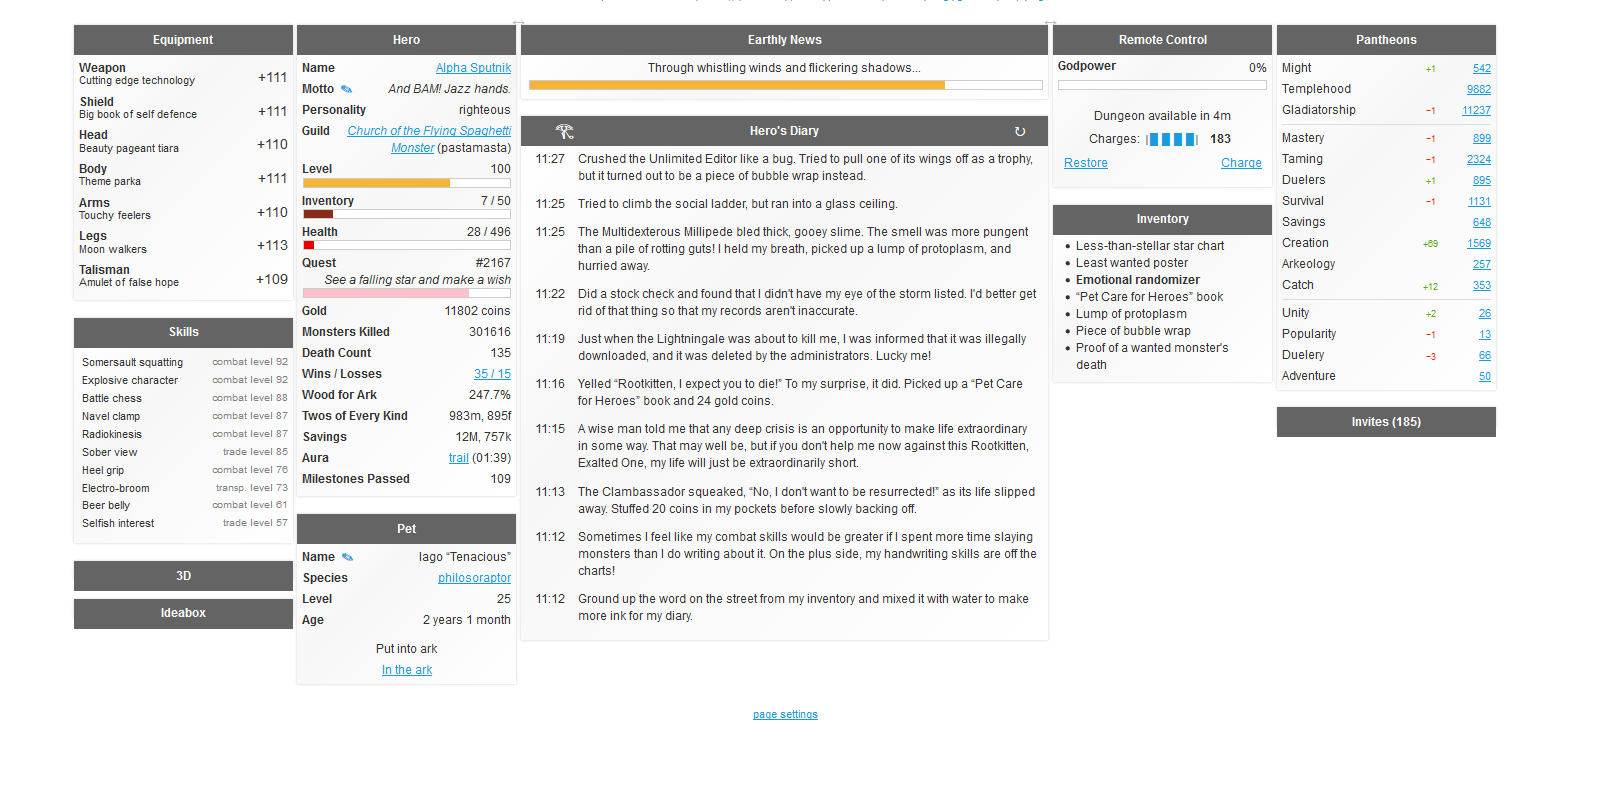 Equipment
Weapon
Cutting edge technology +111
Shield
Big book of self defence +111
Head
Beauty pageant tiara +110
Body
Theme parka +111
Arms
Touchy feelers +110
Legs
Moon walkers +113
Talisman
Amulet of false hope +109
Skills
Somersault squatting combat level 92
Explosive character combat level 92
Battle chess combat level 88
Navel clamp combat level 87
Radiokinesis combat level 87
Sober view trade level 85
Heel grip combat level 76
Electro-broom transp. level 73
Beer belly combat level 61
Selfish interest trade level 57
3D
Ideabox
Hero
Name Alpha Sputnik
Motto And BAM! Jazz hands.
Personality righteous
Guild Church of the Flying Spaghetti
Monster (pastamasta)
Level 100
Inventory 7 / 50
Health 28 / 496
Quest #2167
See a falling star and make a wish
Gold 11802 coins
Monsters Killed 301616
Death Count 135
Wins / Losses 35 / 15
Wood for Ark 247.7%
Twos of Every Kind 983m, 895f
Savings 12M, 757k
Aura trail (01:39)
Milestones Passed 109
Pet
Name Iago “Tenacious”
Species philosoraptor
Level 25
Age 2 years 1 month
Put into ark
In the ark
Earthly News
Through whistling winds and flickering shadows...
Hero's Diary
11:27 Crushed the Unlimited Editor like a bug. Tried to pull one of its wings off as a trophy,
but it turned out to be a piece of bubble wrap instead.
11:25 Tried to climb the social ladder, but ran into a glass ceiling.
11:25 The Multidexterous Millipede bled thick, gooey slime. The smell was more pungent
than a pile of rotting guts! I held my breath, picked up a lump of protoplasm, and
hurried away.
11:22 Did a stock check and found that I didn't have my eye of the storm listed. I'd better get
rid of that thing so that my records aren't inaccurate.
11:19 Just when the Lightningale was about to kill me, I was informed that it was illegally
downloaded, and it was deleted by the administrators. Lucky me!
11:16 Yelled “Rootkitten, I expect you to die!” To my surprise, it did. Picked up a “Pet Care
for Heroes” book and 24 gold coins.
11:15 A wise man told me that any deep crisis is an opportunity to make life extraordinary
in some way. That may well be, but if you don't help me now against this Rootkitten,
Exalted One, my life will just be extraordinarily short.
11:13 The Clambassador squeaked, “No, I don't want to be resurrected!” as its life slipped
away. Stuffed 20 coins in my pockets before slowly backing off.
11:12 Sometimes I feel like my combat skills would be greater if I spent more time slaying
monsters than I do writing about it. On the plus side, my handwriting skills are off the
charts!
11:12 Ground up the word on the street from my inventory and mixed it with water to make
more ink for my diary.
page settings
Remote Control
Godpower 0%
Dungeon available in 4m
Charges: 183
Restore Charge
Inventory
Less-than-stellar star chart
Least wanted poster
Emotional randomizer
“Pet Care for Heroes” book
Lump of protoplasm
Piece of bubble wrap
Proof of a wanted monster's
death
Pantheons
Might +1 542
Templehood 9882
Gladiatorship −1 11237
Mastery −1 899
Taming −1 2324
Duelers +1 895
Survival −1 1131
Savings 648
Creation +69 1569
Arkeology 257
Catch +12 353
Unity +2 26
Popularity −1 13
Duelery −3 66
Adventure 50
Invites (185)